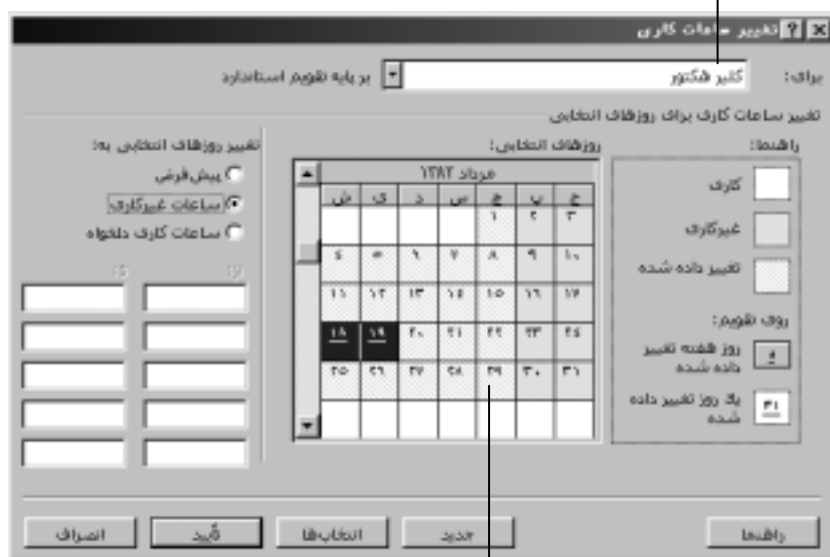 تغییر ساعات کاری
برای:
کلیر هکتور
بر پایه تقویم استاندارد
تغییر ساعات کاری برای روزهای انتخابی
راهنما:
کاری
غیرکاری
تغییر داده شده
روی تقویم:
روز هفته تغییر
داده شده
۳۱
یک روز تغییر داده
شده
روزهای انتخابی:
مرداد ۱۳۸۲
ش ی د س چ پ ج
۱ ۲ ۳
۴ ۵ ۶ ۷ ۸ ۹ ۱۰
۱۱ ۱۲ ۱۳ ۱۴ ۱۵ ۱۶ ۱۷
۱۸ ۱۹ ۲۰ ۲۱ ۲۲ ۲۳ ۲۴
۲۵ ۲۶ ۲۷ ۲۸ ۲۹ ۳۰ ۳۱
تغییر روزهای انتخابی به:
پیش‌فرض
ساعات غیرکاری
ساعات کاری دلخواه
از
تا
راهنما
جدید
انتخاب‌ها
تأیید
انصراف